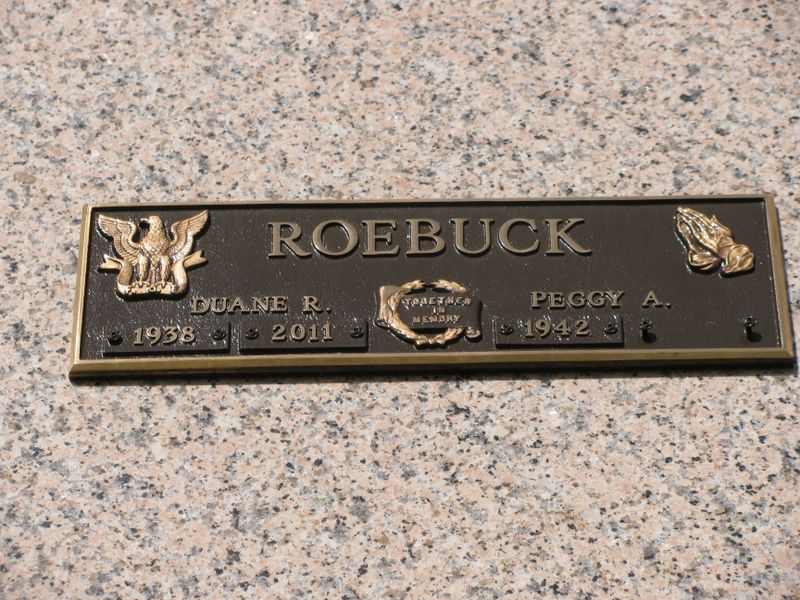 ROEBUCK
DUANE R.
1938 2011
TOGETHER
IN
MEMORY
PEGGY A.
1942